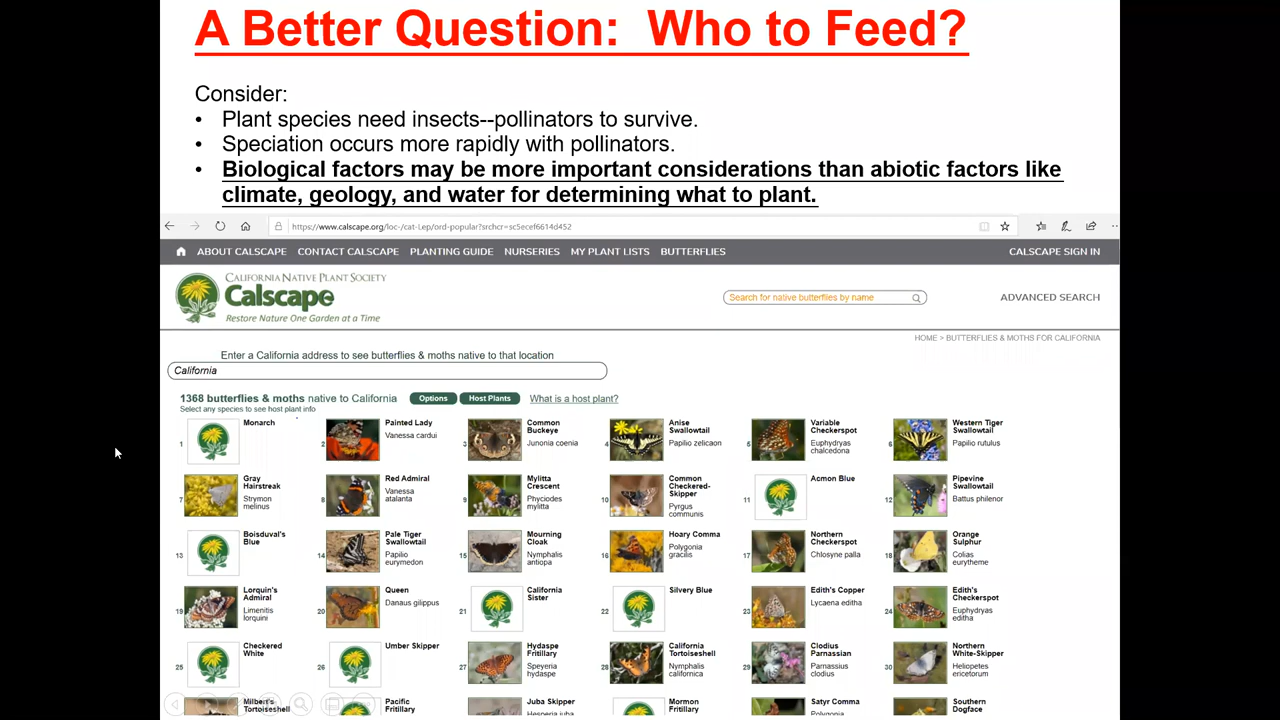 A Better Question:  Who to Feed?
Consider:
• Plant species need insects--pollinators to survive.
• Speciation occurs more rapidly with pollinators.
• Biological factors may be more important considerations than abiotic factors like
climate, geology, and water for determining what to plant.
https://www.calscape.org/loc-/cat-Lep/ord-popular?srchcr=sc5ecef6614d452
ABOUT CALSCAPE CONTACT CALSCAPE PLANTING GUIDE NURSERIES MY PLANT LISTS BUTTERFLIES CALSCAPE SIGN IN
CALIFORNIA NATIVE PLANT SOCIETY
Calscape
Restore Nature One Garden at a Time
Search for native butterflies by name
ADVANCED SEARCH
HOME > BUTTERFLIES & MOTHS FOR CALIFORNIA
Enter a California address to see butterflies & moths native to that location
California
1368 butterflies & moths native to California Options Host Plants What is a host plant?
Select any species to see host plant info
1 Monarch
2 Painted Lady
Vanessa cardui
3 Common
Buckeye
Junonia coenia
4 Anise
Swallowtail
Papilio zelicaon
5 Variable
Checkerspot
Euphydryas
chalcedona
6 Western Tiger
Swallowtail
Papilio rutulus
7 Gray
Hairstreak
Strymon
melinus
8 Red Admiral
Vanessa
atalanta
9 Mylitta
Crescent
Phyciodes
mylitta
10 Common
Checkered-
Skipper
Pyrgus
communis
11 Acmon Blue
12 Pipevine
Swallowtail
Battus philenor
13 Boisduval's
Blue
14 Pale Tiger
Swallowtail
Papilio
eurymedon
15 Mourning
Cloak
Nymphalis
antiopa
16 Hoary Comma
Polygonia
gracilis
17 Northern
Checkerspot
Chlosyne palla
18 Orange
Sulphur
Colias
eurytheme
19 Lorquin's
Admiral
Limenitis
lorquini
20 Queen
Danaus gilippus
21 California
Sister
22 Silvery Blue
23 Edith's Copper
Lycaena editha
24 Edith's
Checkerspot
Euphydryas
editha
25 Checkered
White
26 Umber Skipper
27 Hydaspe
Fritillary
Speyeria
hydaspe
28 California
Tortoiseshell
Nymphalis
californica
29 Clodius
Parnassian
Parnassius
clodius
30 Northern
White-Skipper
Heliopetes
ericetorum
Milbert's
Tortoiseshell
Pacific
Fritillary
Juba Skipper
Hesperia juba
Mormon
Fritillary
Satyr Comma
Polygonia
Southern
Dogface